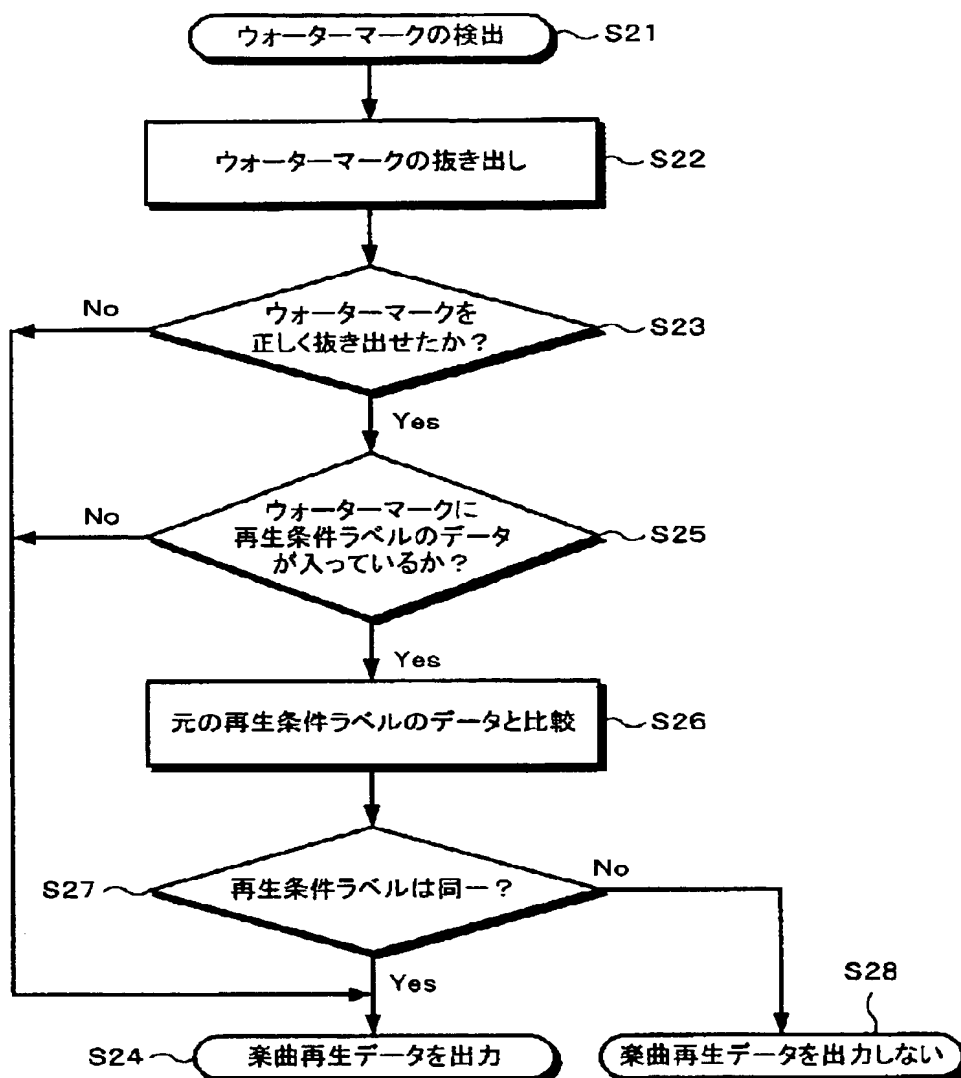 ウォーターマークの検出
S21
ウォーターマークの抜き出し
S22
No
ウォーターマークを
正しく抜き出せたか？
S23
Yes
No
ウォーターマークに
再生条件ラベルのデータ
が入っているか？
S25
Yes
元の再生条件ラベルのデータと比較
S26
S27
再生条件ラベルは同一？
No
Yes
S28
S24
楽曲再生データを出力
楽曲再生データを出力しない